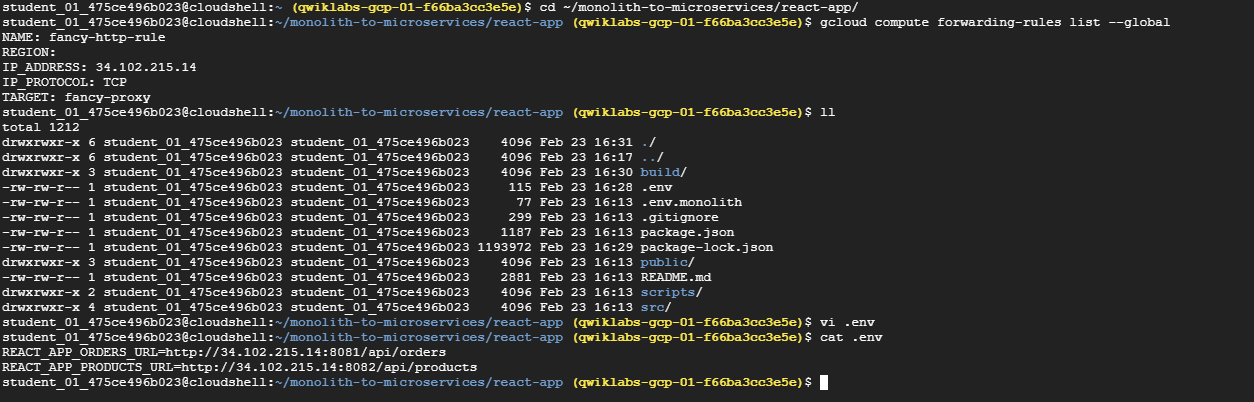 student_01_475ce496b023@cloudshell:~ (qwiklabs-gcp-01-f66ba3cc3e5e)$ cd ~/monolith-to-microservices/react-app/
student_01_475ce496b023@cloudshell:~/monolith-to-microservices/react-app (qwiklabs-gcp-01-f66ba3cc3e5e)$ gcloud compute forwarding-rules list --global
NAME: fancy-http-rule
REGION:
IP_ADDRESS: 34.102.215.14
IP_PROTOCOL: TCP
TARGET: fancy-proxy
student_01_475ce496b023@cloudshell:~/monolith-to-microservices/react-app (qwiklabs-gcp-01-f66ba3cc3e5e)$ ll
total 1212
drwxrwxr-x 6 student_01_475ce496b023 student_01_475ce496b023    4096 Feb 23 16:31 ./
drwxrwxr-x 6 student_01_475ce496b023 student_01_475ce496b023    4096 Feb 23 16:17 ../
drwxrwxr-x 3 student_01_475ce496b023 student_01_475ce496b023    4096 Feb 23 16:30 build/
-rw-rw-r-- 1 student_01_475ce496b023 student_01_475ce496b023     115 Feb 23 16:28 .env
-rw-rw-r-- 1 student_01_475ce496b023 student_01_475ce496b023      77 Feb 23 16:13 .env.monolith
-rw-rw-r-- 1 student_01_475ce496b023 student_01_475ce496b023     299 Feb 23 16:13 .gitignore
-rw-rw-r-- 1 student_01_475ce496b023 student_01_475ce496b023    1187 Feb 23 16:13 package.json
-rw-rw-r-- 1 student_01_475ce496b023 student_01_475ce496b023 1193972 Feb 23 16:29 package-lock.json
drwxrwxr-x 3 student_01_475ce496b023 student_01_475ce496b023    4096 Feb 23 16:13 public/
-rw-rw-r-- 1 student_01_475ce496b023 student_01_475ce496b023    2881 Feb 23 16:13 README.md
drwxrwxr-x 2 student_01_475ce496b023 student_01_475ce496b023    4096 Feb 23 16:13 scripts/
drwxrwxr-x 4 student_01_475ce496b023 student_01_475ce496b023    4096 Feb 23 16:13 src/
student_01_475ce496b023@cloudshell:~/monolith-to-microservices/react-app (qwiklabs-gcp-01-f66ba3cc3e5e)$ vi .env
student_01_475ce496b023@cloudshell:~/monolith-to-microservices/react-app (qwiklabs-gcp-01-f66ba3cc3e5e)$ cat .env
REACT_APP_ORDERS_URL=http://34.102.215.14:8081/api/orders
REACT_APP_PRODUCTS_URL=http://34.102.215.14:8082/api/products
student_01_475ce496b023@cloudshell:~/monolith-to-microservices/react-app (qwiklabs-gcp-01-f66ba3cc3e5e)$